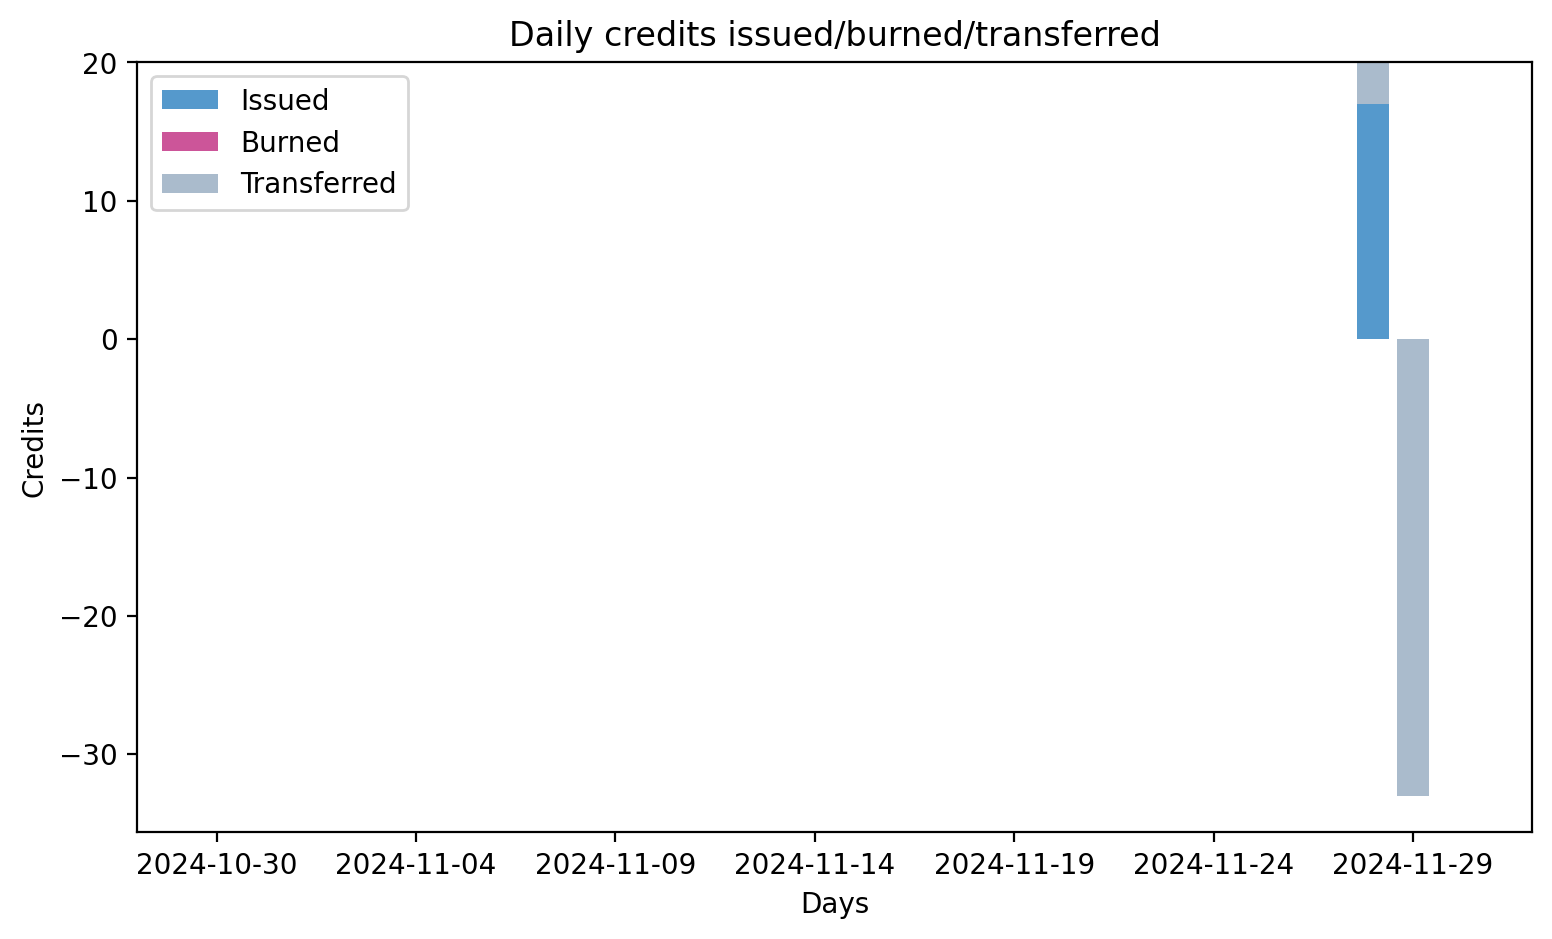 Daily credits issued/burned/transferred
20
10
0
−10
−20
−30
Credits
Issued
Burned
Transferred
2024-10-30 2024-11-04 2024-11-09 2024-11-14 2024-11-19 2024-11-24 2024-11-29
Days